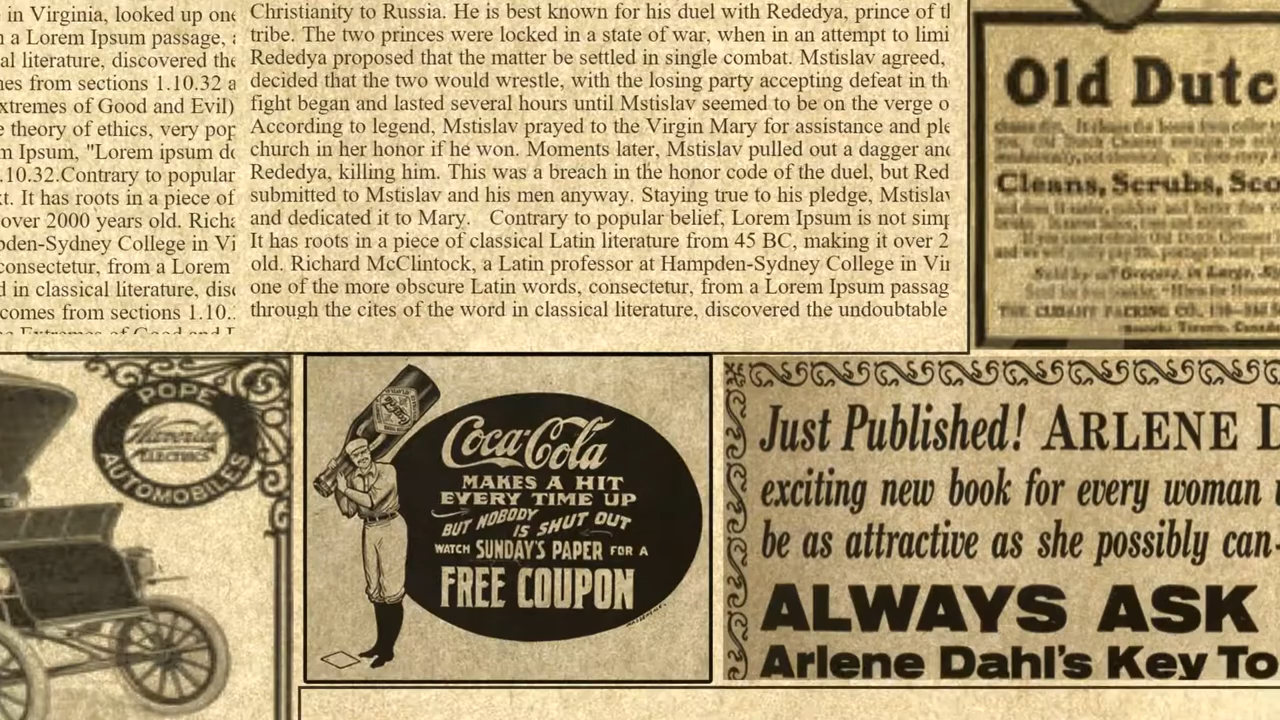 in Virginia, looked up one
a Lorem Ipsum passage,
al literature, discovered the
from sections 1.10.32 a
xtremes of Good and Evil)
theory of ethics, very pop
m Ipsum, "Lorem ipsum do
.10.32.Contrary to popular
t. It has roots in a piece of
over 2000 years old. Richa
den-Sydney College in Vi
consectetur, from a Lorem
d in classical literature, disc
comes from sections 1.10.
Christianity to Russia. He is best known for his duel with Rededya, prince of tl
tribe. The two princes were locked in a state of war, when in an attempt to limi
Rededya proposed that the matter be settled in single combat. Mstislav agreed,
decided that the two would wrestle, with the losing party accepting defeat in th
fight began and lasted several hours until Mstislav seemed to be on the verge o
According to legend, Mstislav prayed to the Virgin Mary for assistance and ple
church in her honor if he won. Moments later, Mstislav pulled out a dagger and
Rededya, killing him. This was a breach in the honor code of the duel, but Red
submitted to Mstislav and his men anyway. Staying true to his pledge, Mstislav
and dedicated it to Mary. Contrary to popular belief, Lorem Ipsum is not simp
It has roots in a piece of classical Latin literature from 45 BC, making it over 2
old. Richard McClintock, a Latin professor at Hampden-Sydney College in Vir
one of the more obscure Latin words, consectetur, from a Lorem Ipsum passag
through the cites of the word in classical literature, discovered the undoubtable
Old Dutc
Cleans, Scrubs, Sco
POPE
Waverley
ELECTRICS
AUTOMOBILES
Coca-Cola
MAKES A HIT
EVERY TIME UP
BUT NOBODY
IS SHUT OUT
WATCH SUNDAY'S PAPER FOR A
FREE COUPON
Just Published! ARLENE D
exciting new book for every woman
be as attractive as she possibly can-
ALWAYS ASK
Arlene Dahl's Key To